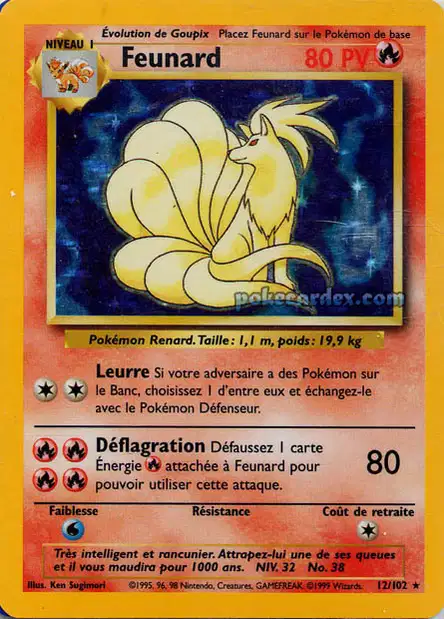 Évolution de Goupix Placez Feunard sur le Pokémon de base
NIVEAU 1
Feunard 80 PV
pokecardex.com
Pokémon Renard. Taille: 1,1 m, poids: 19,9 kg
Leurre Si votre adversaire a des Pokémon sur
le Banc, choisissez 1 d'entre eux et échangez-le
avec le Pokémon Défenseur.
Déflagration Défaussez 1 carte
Énergie attachée à Feunard pour
pouvoir utiliser cette attaque.
80
Faiblesse Résistance Coût de retraite
Très intelligent et rancunier. Attrapez-lui une de ses queues
et il vous maudira pour 1000 ans. NIV. 32 No. 38
Illus. Ken Sugimori ©1995, 96, 98 Nintendo, Creatures, GAMEFREAK. ©1999 Wizards. 12/102 ★